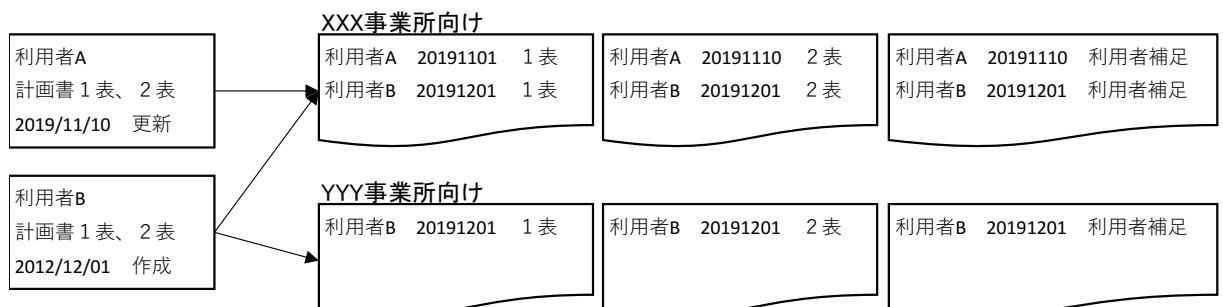 XXX事業所向け
利用者A
計画書１表、２表
2019/11/10 更新
利用者A 20191101 １表
利用者B 20191201 １表
利用者A 20191110 ２表
利用者B 20191201 ２表
利用者A 20191110 利用者補足
利用者B 20191201 利用者補足
利用者B
計画書１表、２表
2012/12/01 作成
YYY事業所向け
利用者B 20191201 １表
利用者B 20191201 ２表
利用者B 20191201 利用者補足